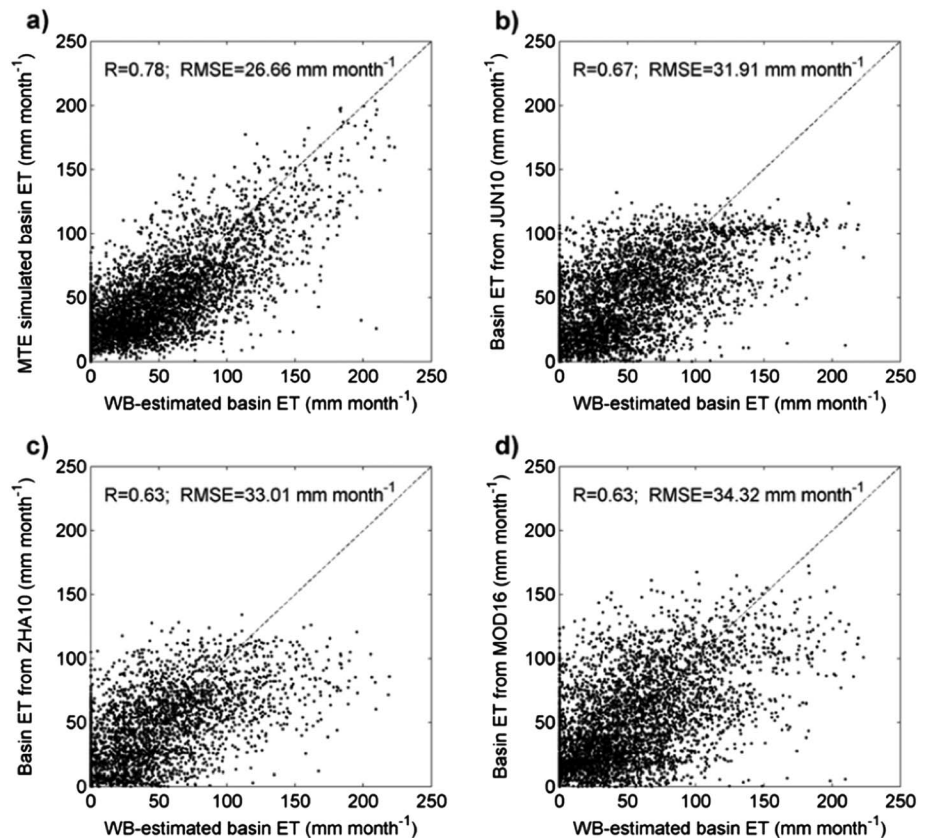 a)
R=0.78; RMSE=26.66 mm month⁻¹
MTE simulated basin ET (mm month⁻¹)
250
200
150
100
50
0
0 50 100 150 200 250
WB-estimated basin ET (mm month⁻¹)
b)
R=0.67; RMSE=31.91 mm month⁻¹
Basin ET from JUN10 (mm month⁻¹)
250
200
150
100
50
0
0 50 100 150 200 250
WB-estimated basin ET (mm month⁻¹)
c)
R=0.63; RMSE=33.01 mm month⁻¹
Basin ET from ZHA10 (mm month⁻¹)
250
200
150
100
50
0
0 50 100 150 200 250
WB-estimated basin ET (mm month⁻¹)
d)
R=0.63; RMSE=34.32 mm month⁻¹
Basin ET from MOD16 (mm month⁻¹)
250
200
150
100
50
0
0 50 100 150 200 250
WB-estimated basin ET (mm month⁻¹)